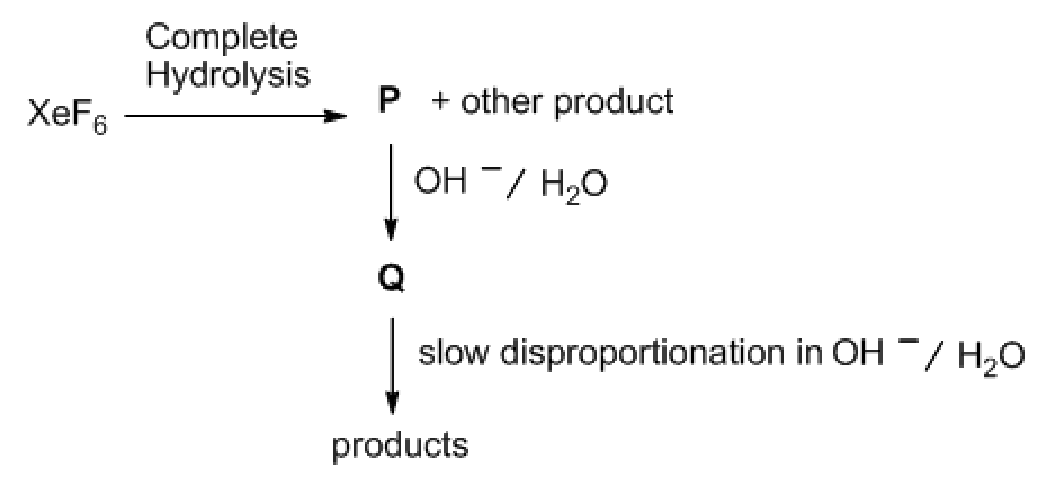 Complete
Hydrolysis
XeF₆
P + other product
OH ⁻ / H₂O
Q
slow disproportionation in OH ⁻ / H₂O
products